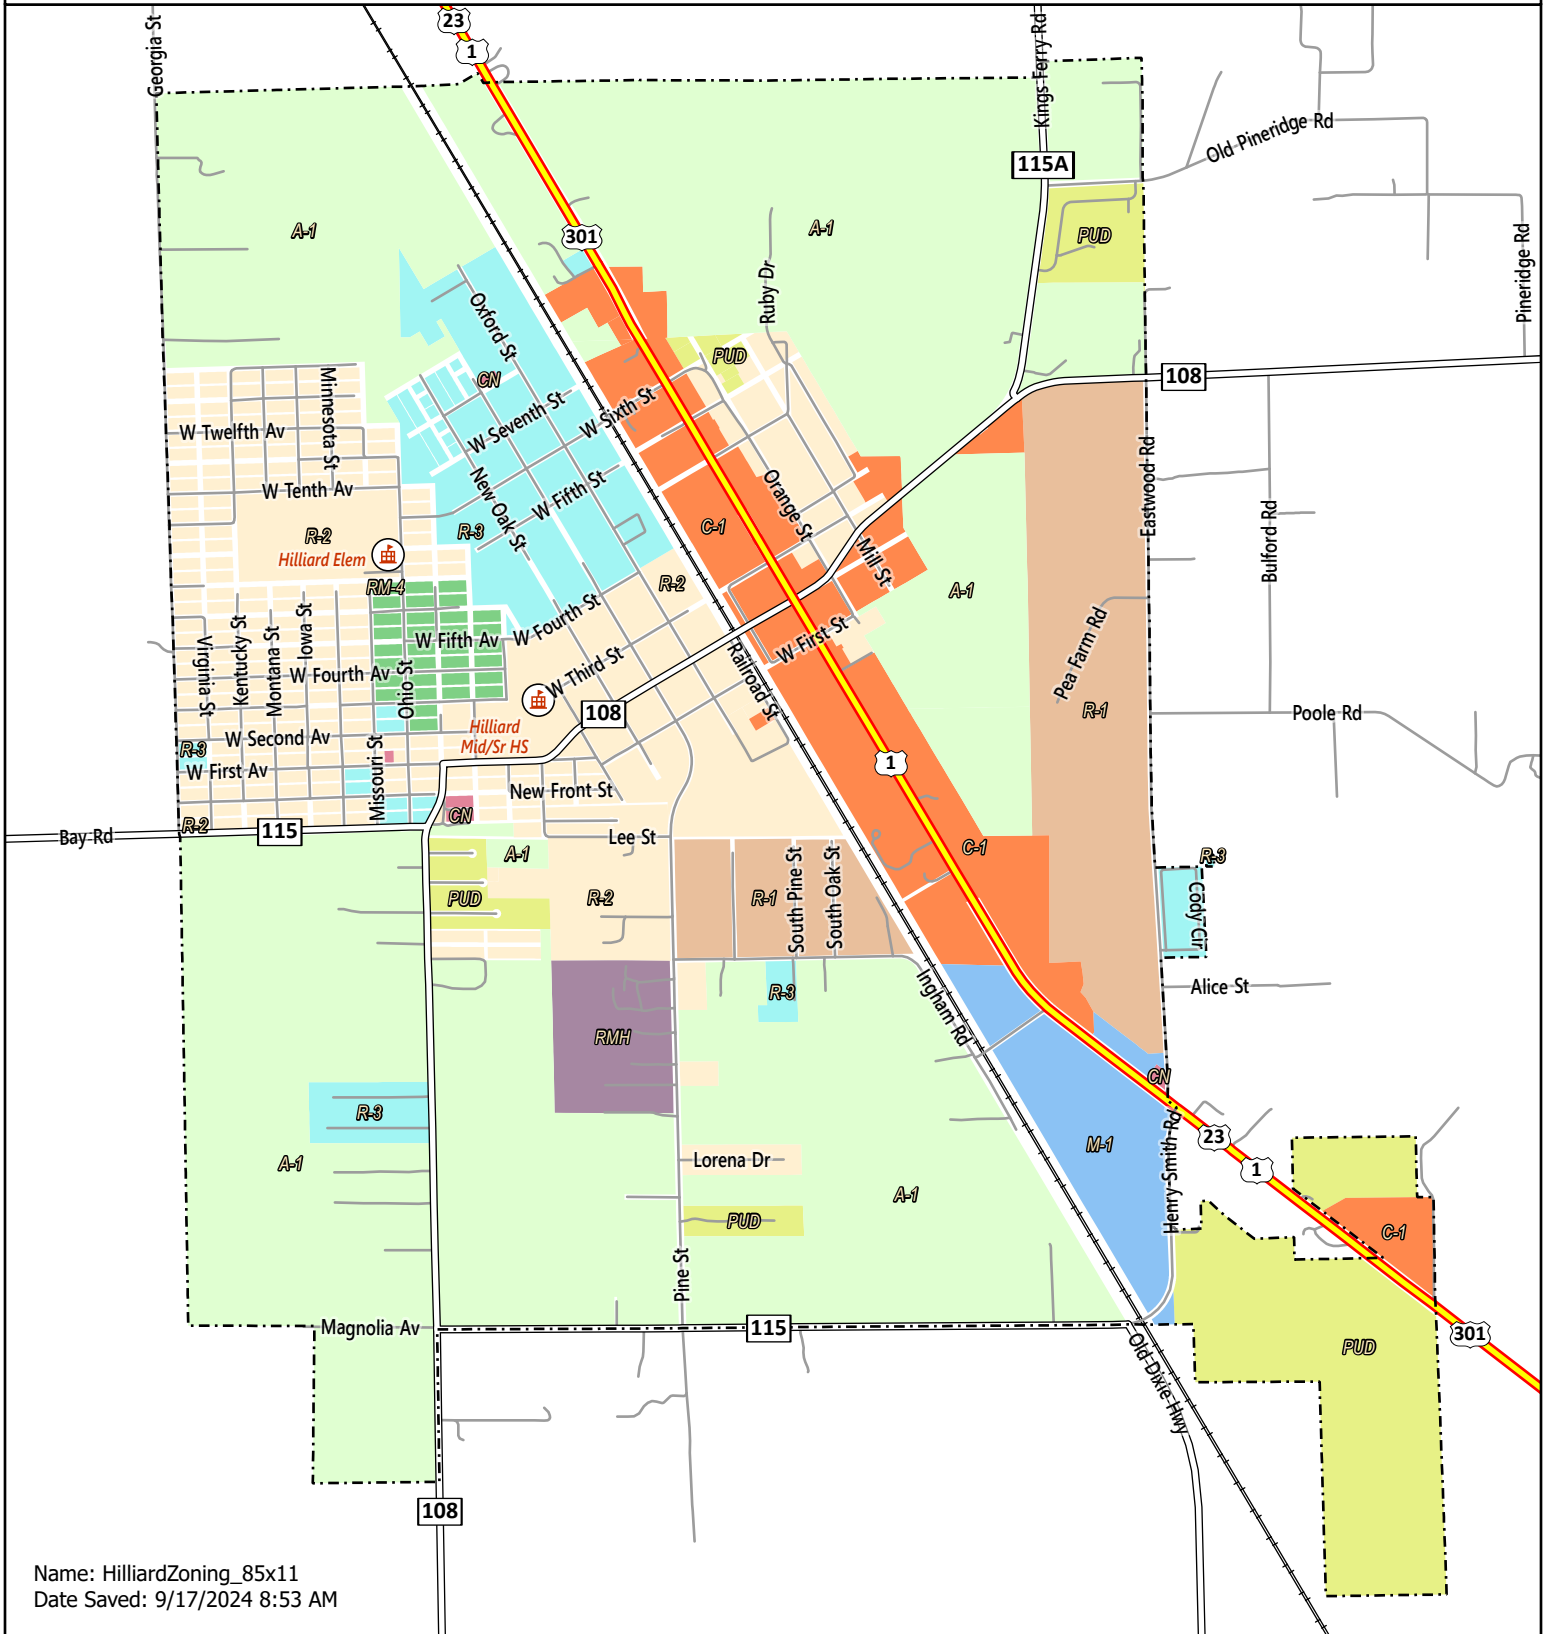 Georgia St
23
1
Kings Ferry Rd
Old Pineridge Rd
115A
A-1
A-1
301
PUD
Pineridge Rd
Ruby Dr
Oxford St
PUD
CN
108
Minnesota St
W Seventh St
W Sixth St
W Twelfth Av
Eastwood Rd
W Tenth Av
New Oak St
W Fifth St
Orange St
Bulford Rd
R-2
R-3
C-1
Hilliard Elem
Mill St
RM-4
R-2
A-1
Virginia St
Kentucky St
Montana St
Iowa St
W Fifth Av
W Fourth St
W First St
Pea Farm Rd
W Fourth Av
Ohio St
W Third St
Railroad St
108
R-1
Poole Rd
Hilliard
Mid/Sr HS
W Second Av
R-3
W First Av
Missouri St
1
New Front St
CN
R-2
115
Bay Rd
Lee St
A-1
C-1
R-3
PUD
R-2
R-1
South Pine St
South Oak St
Cody Cir
R-3
Ingham Rd
Alice St
RMH
CN
R-3
23
M-1
Henry Smith Rd
A-1
Lorena Dr
1
A-1
PUD
C-1
Pine St
Magnolia Av
115
301
Old Dixie Hwy
PUD
108
Name: HilliardZoning_85x11
Date Saved: 9/17/2024 8:53 AM